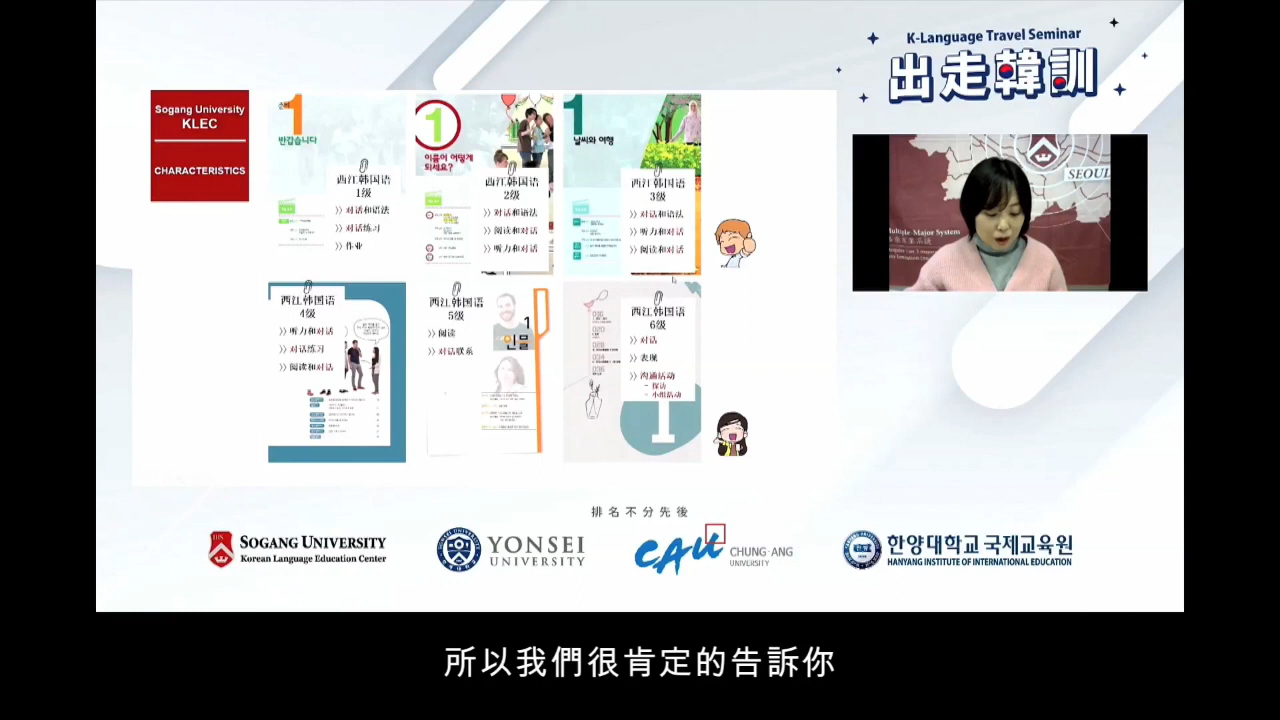 K-Language Travel Seminar
出走韓訓
Sogang University
KLEC
CHARACTERISTICS
1
반갑습니다
西江韩国语
1级
》对话和语法
》对话练习
》作业
1
이름이 어떻게
되세요?
西江韩国语
2级
》对话和语法
》阅读和对话
》听力和对话
1
날씨와 여행
西江韩国语
3级
》对话和语法
》听力和对话
》阅读和对话
SEOUL
Multiple Major System
西江韩国语
4级
》听力和对话
》对话练习
》阅读和对话
西江韩国语
5级
》阅读
》对话联系
1
인물
西江韩国语
6级
》对话
》表现
》沟通活动
- 探访
- 小组活动
1
排名不分先後
SOGANG UNIVERSITY
Korean Language Education Center
YONSEI
UNIVERSITY
CAU
CHUNG-ANG
UNIVERSITY
한양대학교 국제교육원
HANYANG INSTITUTE OF INTERNATIONAL EDUCATION
所以我們很肯定的告訴你